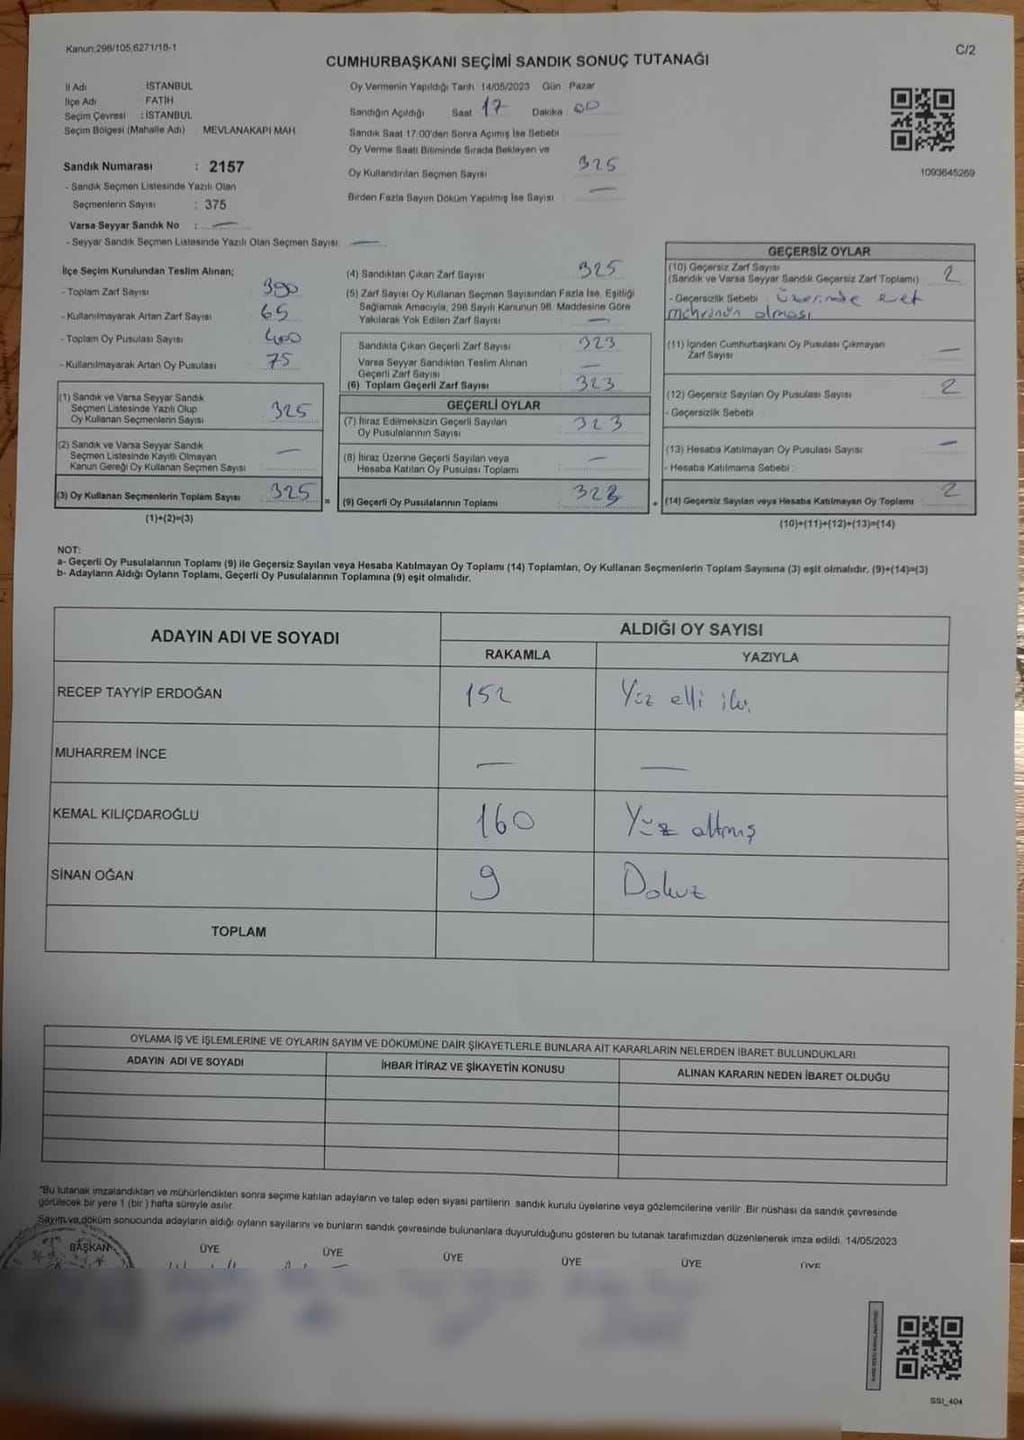 Kanun:298/105,6271/18-1
C/2
CUMHURBAŞKANI SEÇİMİ SANDIK SONUÇ TUTANAĞI
İl Adı İSTANBUL
İlçe Adı FATİH
Seçim Çevresi : İSTANBUL
Seçim Bölgesi (Mahalle Adı) MEVLANAKAPI MAH
Sandık Numarası : 2157
- Sandık Seçmen Listesinde Yazılı Olan
Seçmenlerin Sayısı : 375
Varsa Seyyar Sandık No : —
- Seyyar Sandık Seçmen Listesinde Yazılı Olan Seçmen Sayısı —
Oy Vermenin Yapıldığı Tarih 14/05/2023 Gün Pazar
Sandığın Açıldığı Saat 17 Dakika 00
Sandık Saat 17:00'den Sonra Açılmış İse Sebebi
Oy Verme Saati Bitiminde Sırada Bekleyen ve
Oy Kullandırılan Seçmen Sayısı 325
Birden Fazla Sayım Döküm Yapılmış İse Sayısı —
1093645269
İlçe Seçim Kurulundan Teslim Alınan;
- Toplam Zarf Sayısı 390
- Kullanılmayarak Artan Zarf Sayısı 65
- Toplam Oy Pusulası Sayısı 400
- Kullanılmayarak Artan Oy Pusulası 75
(1) Sandık ve Varsa Seyyar Sandık
Seçmen Listesinde Yazılı Olup
Oy Kullanan Seçmenlerin Sayısı 325
(2) Sandık ve Varsa Seyyar Sandık
Seçmen Listesinde Kayıtlı Olmayan
Kanun Gereği Oy Kullanan Seçmen Sayısı —
(3) Oy Kullanan Seçmenlerin Toplam Sayısı 325
(1)+(2)=(3)
(4) Sandıktan Çıkan Zarf Sayısı 325
(5) Zarf Sayısı Oy Kullanan Seçmen Sayısından Fazla İse, Eşitliği
Sağlamak Amacıyla, 298 Sayılı Kanunun 98. Maddesine Göre
Yakılarak Yok Edilen Zarf Sayısı —
Sandıkta Çıkan Geçerli Zarf Sayısı 323
Varsa Seyyar Sandıktan Teslim Alınan
Geçerli Zarf Sayısı —
(6) Toplam Geçerli Zarf Sayısı 323
GEÇERLİ OYLAR
(7) İtiraz Edilmeksizin Geçerli Sayılan
Oy Pusulalarının Sayısı 323
(8) İtiraz Üzerine Geçerli Sayılan veya
Hesaba Katılan Oy Pusulası Toplamı —
= (9) Geçerli Oy Pusulalarının Toplamı 323 +
GEÇERSİZ OYLAR
(10) Geçersiz Zarf Sayısı
(Sandık ve Varsa Seyyar Sandık Geçersiz Zarf Toplamı) 2
- Geçersizlik Sebebi Üzerinde evet
mührünün olması
(11) İçinden Cumhurbaşkanı Oy Pusulası Çıkmayan
Zarf Sayısı —
(12) Geçersiz Sayılan Oy Pusulası Sayısı 2
- Geçersizlik Sebebi
(13) Hesaba Katılmayan Oy Pusulası Sayısı —
- Hesaba Katılmama Sebebi
(14) Geçersiz Sayılan veya Hesaba Katılmayan Oy Toplamı 2
(10)+(11)+(12)+(13)=(14)
NOT:
a- Geçerli Oy Pusulalarının Toplamı (9) ile Geçersiz Sayılan veya Hesaba Katılmayan Oy Toplamı (14) Toplamları, Oy Kullanan Seçmenlerin Toplam Sayısına (3) eşit olmalıdır. (9)+(14)=(3)
b- Adayların Aldığı Oyların Toplamı, Geçerli Oy Pusulalarının Toplamına (9) eşit olmalıdır.
ADAYIN ADI VE SOYADI
ALDIĞI OY SAYISI
RAKAMLA YAZIYLA
RECEP TAYYİP ERDOĞAN 152 Yüz elli iki
MUHARREM İNCE — —
KEMAL KILIÇDAROĞLU 160 Yüz altmış
SİNAN OĞAN 9 Dokuz
TOPLAM
OYLAMA İŞ VE İŞLEMLERİNE VE OYLARIN SAYIM VE DÖKÜMÜNE DAİR ŞİKAYETLERLE BUNLARA AİT KARARLARIN NELERDEN İBARET BULUNDUKLARI
ADAYIN ADI VE SOYADI İHBAR İTİRAZ VE ŞİKAYETİN KONUSU ALINAN KARARIN NEDEN İBARET OLDUĞU
"Bu tutanak imzalandıktan ve mühürlendikten sonra seçime katılan adayların ve talep eden siyasi partilerin sandık kurulu üyelerine veya gözlemcilerine verilir. Bir nüshası da sandık çevresinde
görülecek bir yere 1 (bir) hafta süreyle asılır.
Sayım ve döküm sonucunda adayların aldığı oyların sayılarını ve bunların sandık çevresinde bulunanlara duyurulduğunu gösteren bu tutanak tarafımızdan düzenlenerek imza edildi. 14/05/2023
BAŞKAN ÜYE ÜYE ÜYE ÜYE ÜYE ÜYE
SSI_404